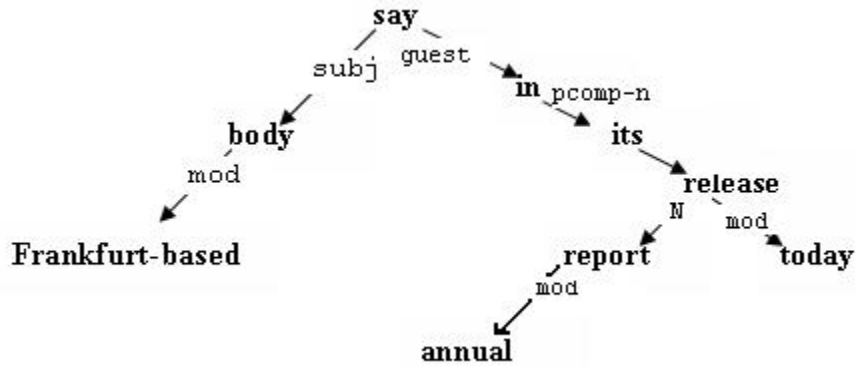 say
subj guest
in pcomp-n
body its
mod release
N mod
Frankfurt-based report today
mod
annual